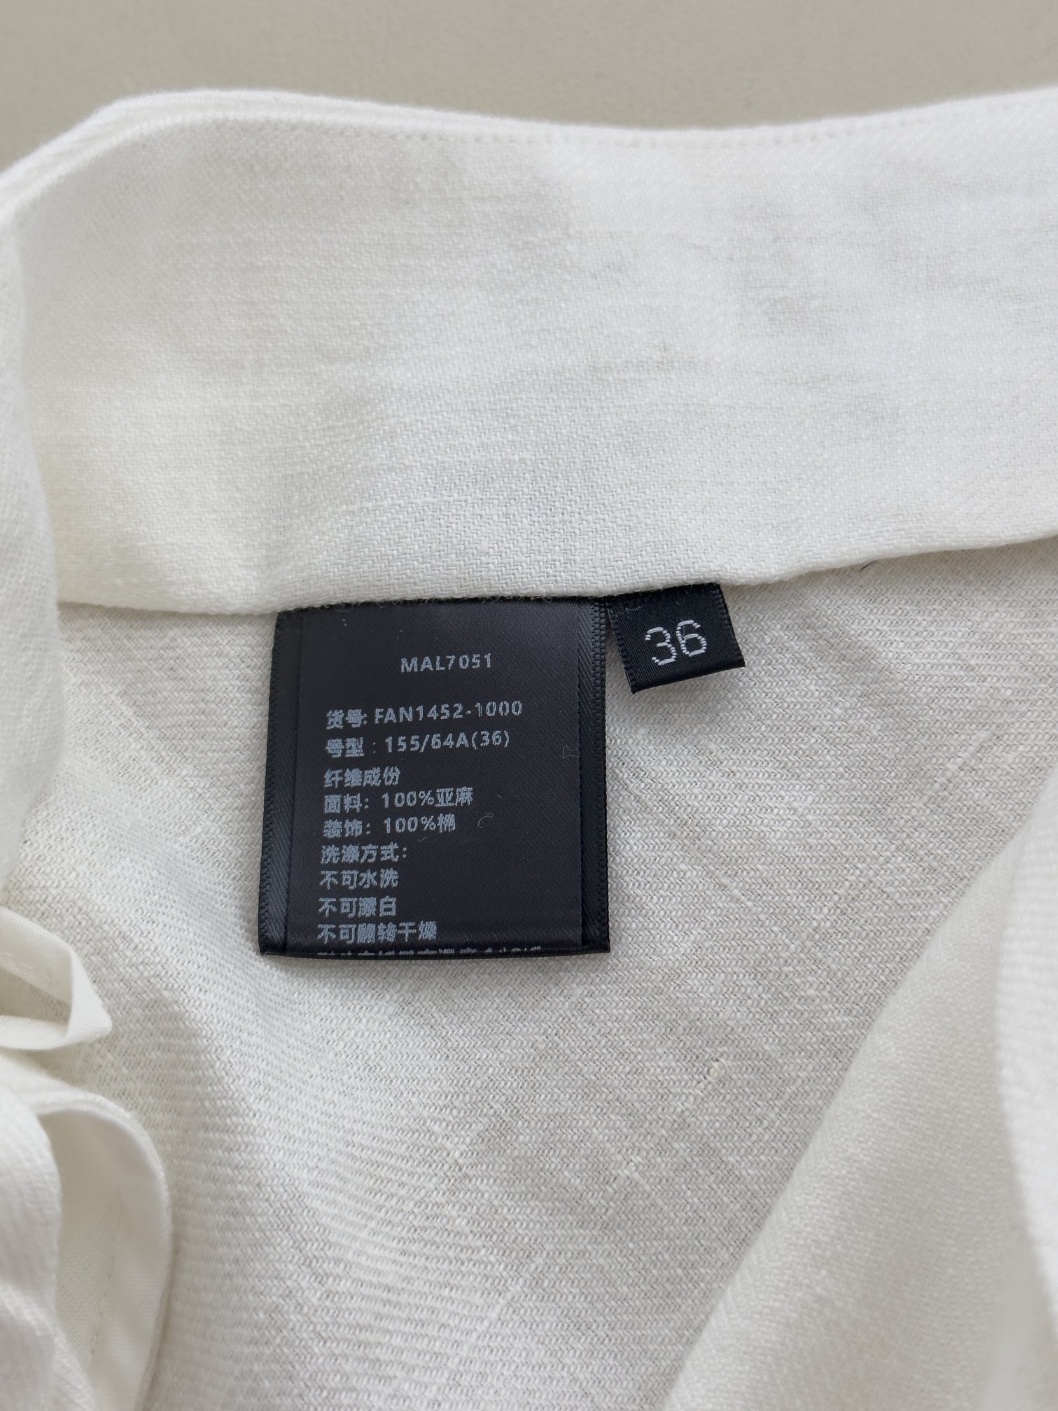 MAL7051
36
货号: FAN1452-1000
号型：155/64A(36)
纤维成份
面料：100%亚麻
装饰：100%棉
洗涤方式：
不可水洗
不可漂白
不可翻转干燥